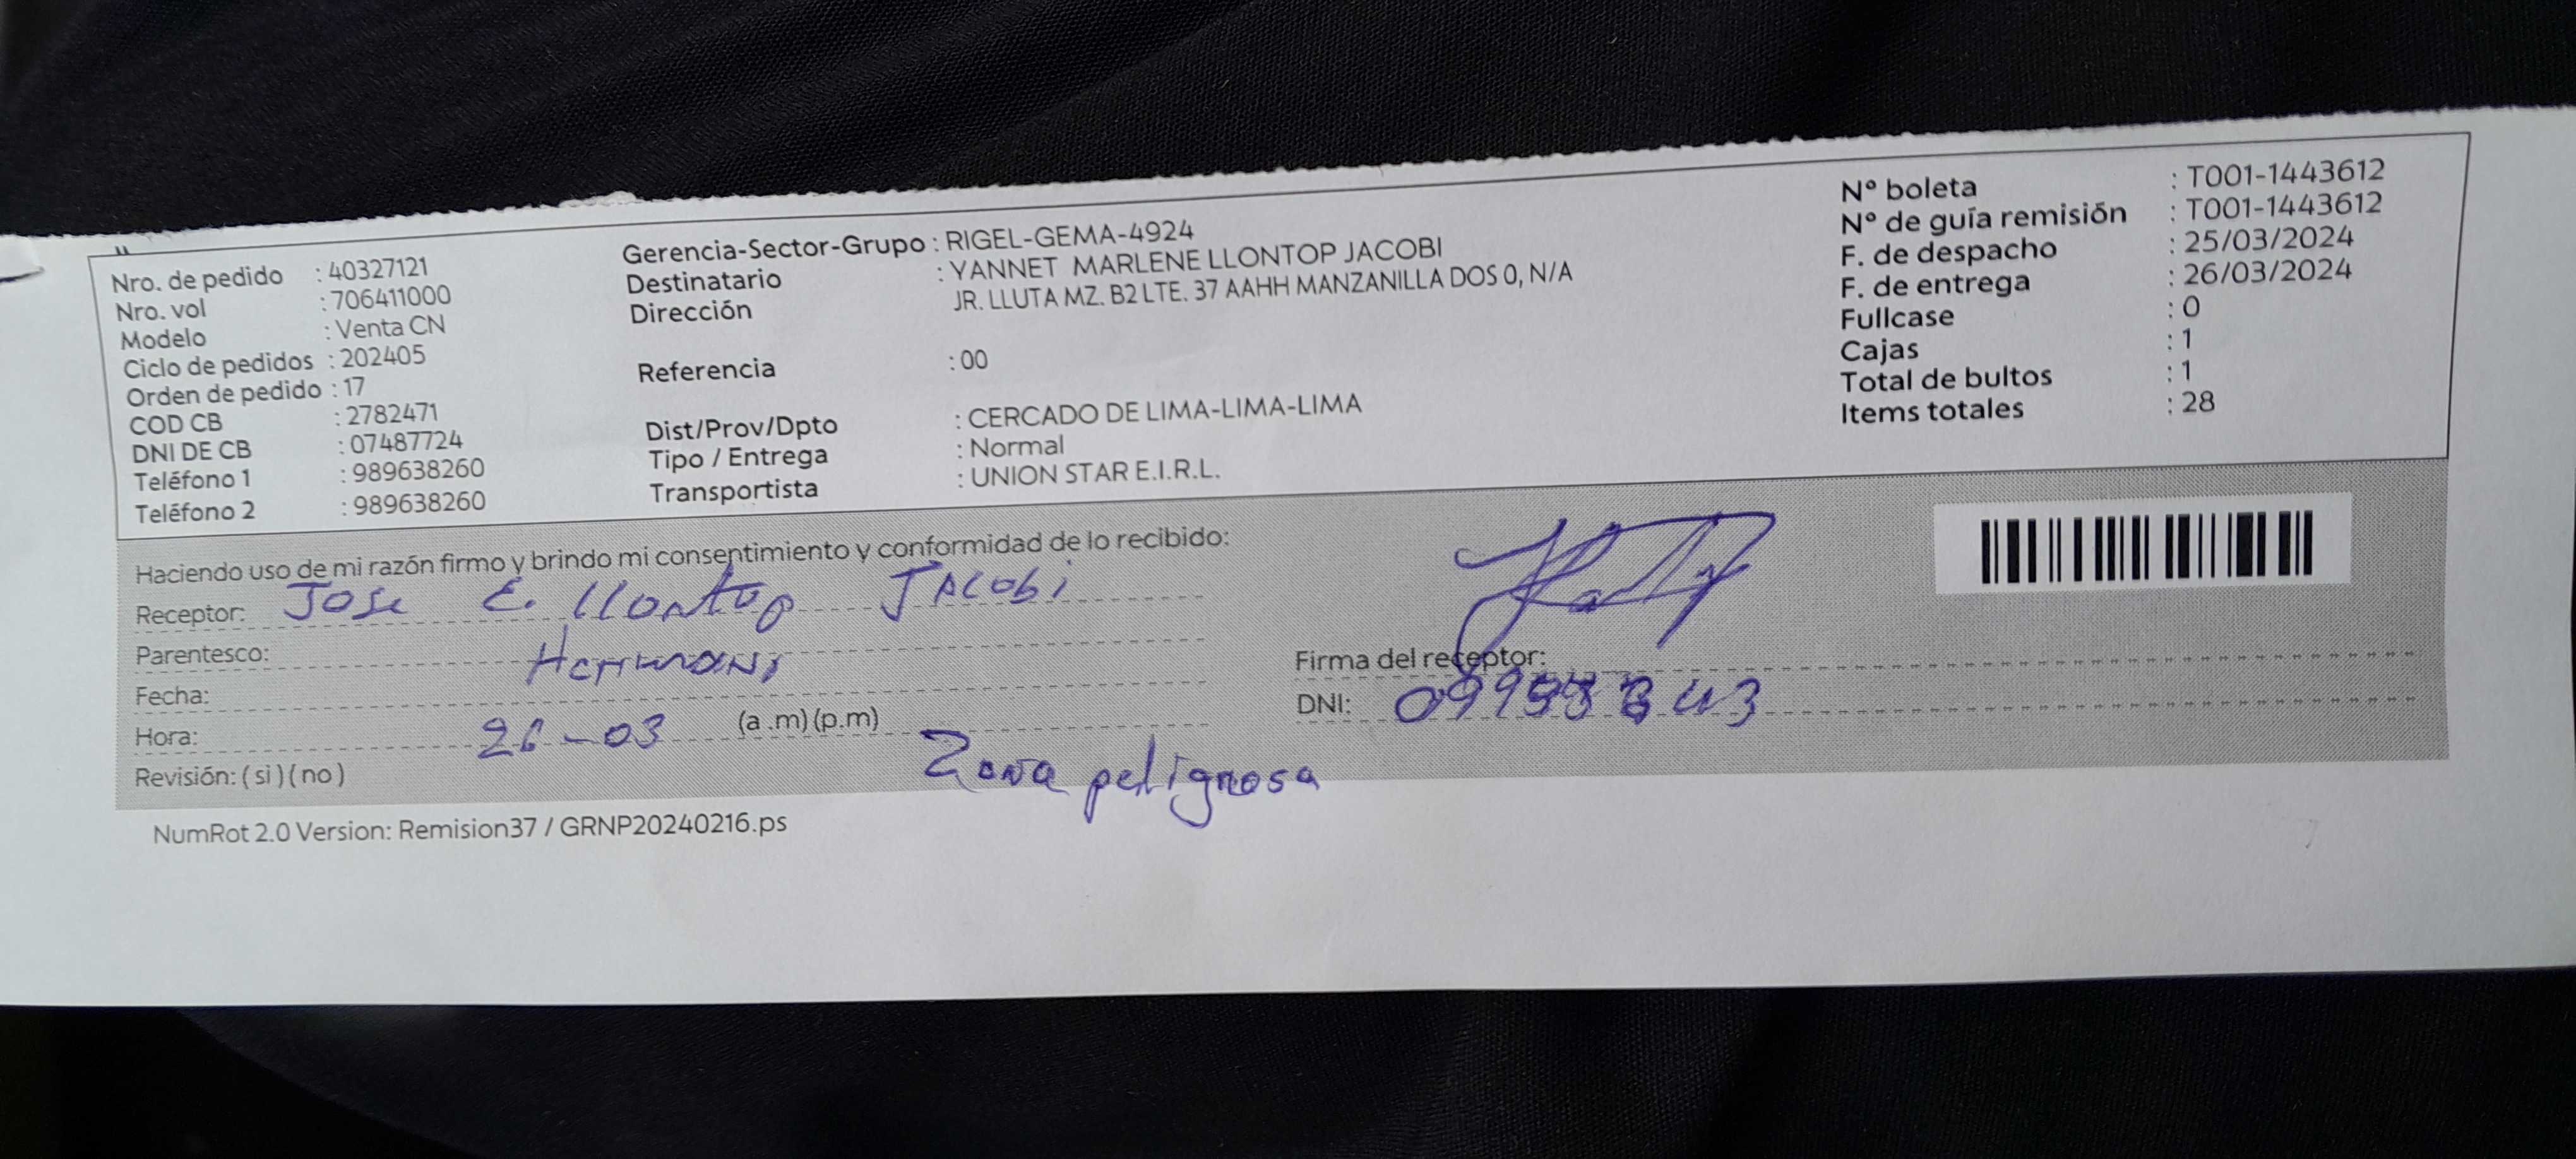 Nro. de pedido : 40327121
Nro. vol : 706411000
Modelo : Venta CN
Ciclo de pedidos : 202405
Orden de pedido : 17
COD CB : 2782471
DNI DE CB : 07487724
Teléfono 1 : 989638260
Teléfono 2 : 989638260
Gerencia-Sector-Grupo : RIGEL-GEMA-4924
Destinatario : YANNET MARLENE LLONTOP JACOBI
Dirección JR. LLUTA MZ. B2 LTE. 37 AAHH MANZANILLA DOS 0, N/A
Referencia : 00
Dist/Prov/Dpto : CERCADO DE LIMA-LIMA-LIMA
Tipo / Entrega : Normal
Transportista : UNION STAR E.I.R.L.
Nº boleta : T001-1443612
Nº de guía remisión : T001-1443612
F. de despacho : 25/03/2024
F. de entrega : 26/03/2024
Fullcase : 0
Cajas : 1
Total de bultos : 1
Items totales : 28
Haciendo uso de mi razón firmo y brindo mi consentimiento y conformidad de lo recibido:
Receptor: Jose E. Llontop Jacobi
Parentesco: Hermano
Fecha:
Hora: 26-03 (a.m)(p.m)
Revisión: (si)(no)
Zona peligrosa
Firma del receptor:
DNI:
NumRot 2.0 Version: Remision37 / GRNP20240216.ps